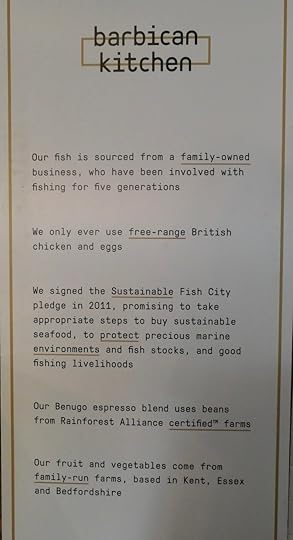 barbican
kitchen
Our fish is sourced from a family-owned
business, who have been involved with
fishing for five generations
We only ever use free-range British
chicken and eggs
We signed the Sustainable Fish City
pledge in 2011, promising to take
appropriate steps to buy sustainable
seafood, to protect precious marine
environments and fish stocks, and good
fishing livelihoods
Our Benugo espresso blend uses beans
from Rainforest Alliance certified™ farms
Our fruit and vegetables come from
family-run farms, based in Kent, Essex
and Bedfordshire